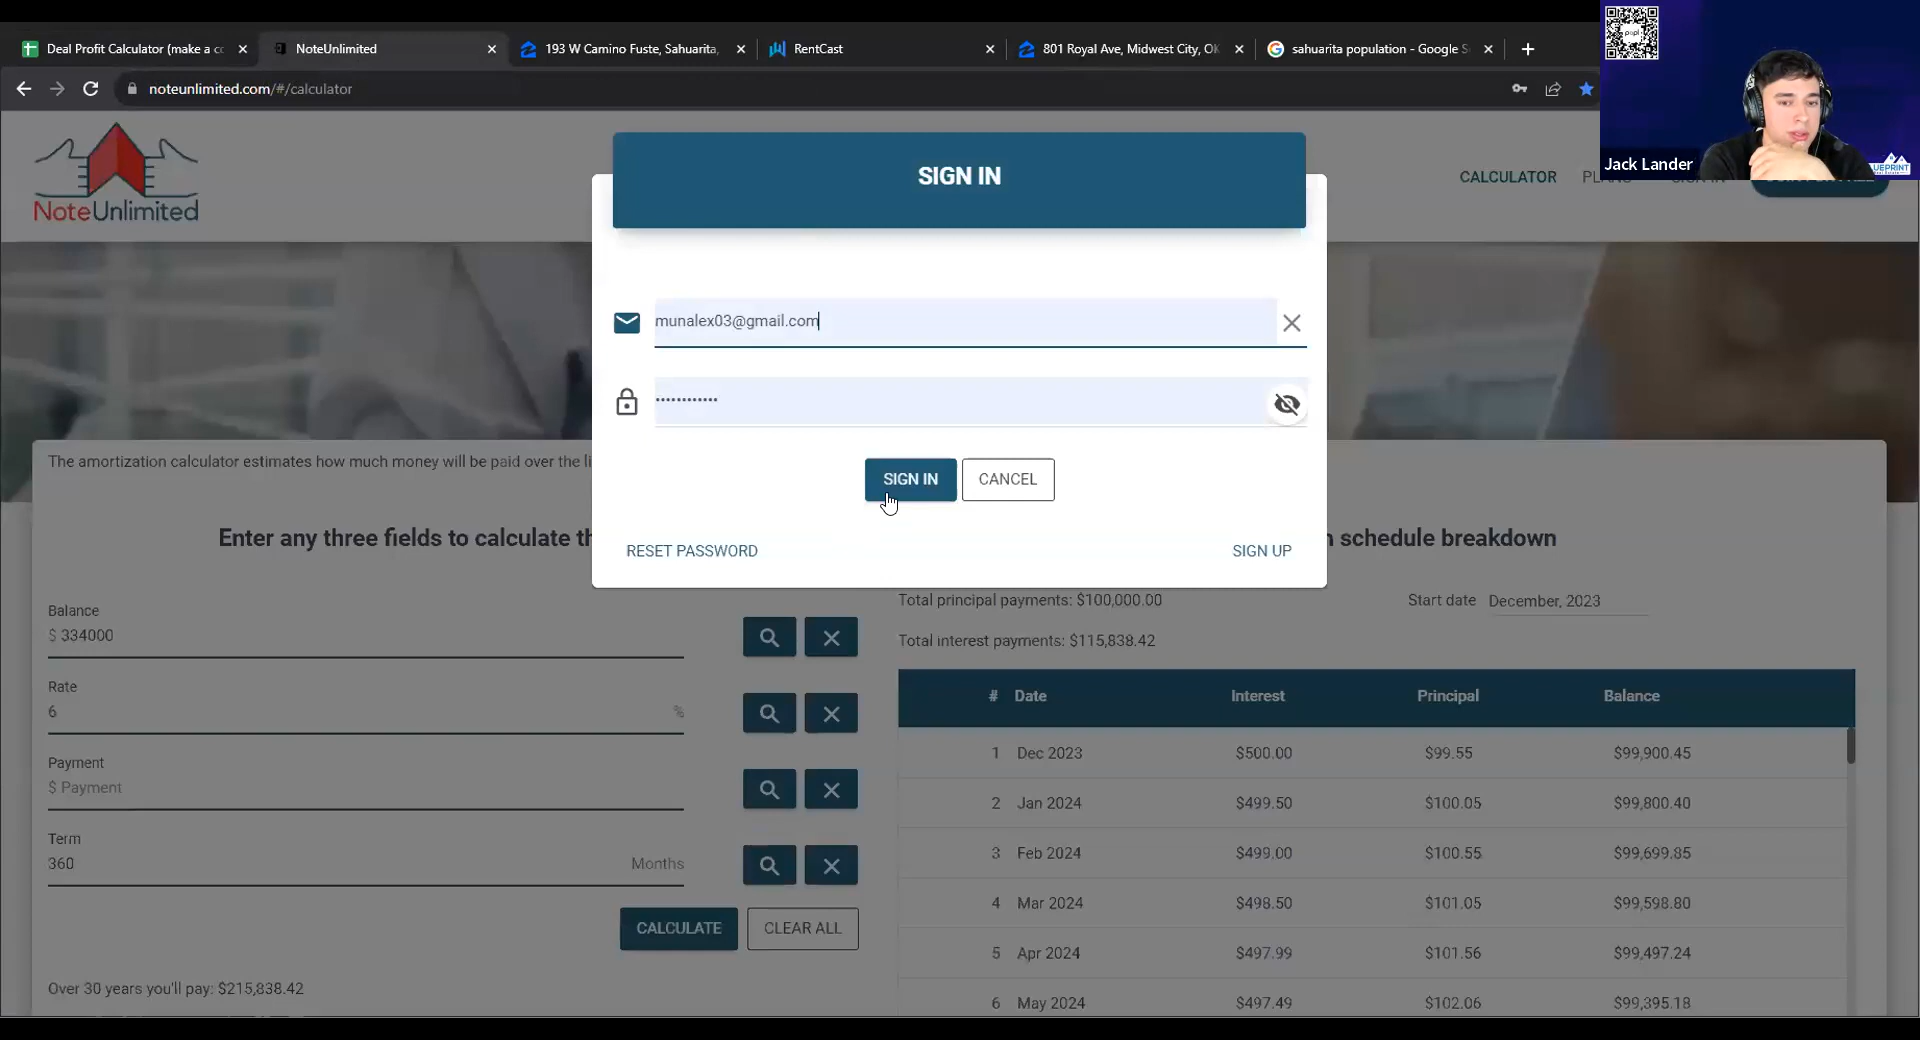 Deal Profit Calculator (make a c
NoteUnlimited
193 W Camino Fuste, Sahuarita,
RentCast
801 Royal Ave, Midwest City, OK
sahuarita population - Google S
noteunlimited.com/#/calculator
popl
Jack Lander
NoteUnlimited
CALCULATOR
SIGN IN
munalex03@gmail.com
••••••••••••
SIGN IN
CANCEL
RESET PASSWORD
SIGN UP
The amortization calculator estimates how much money will be paid over the li
Enter any three fields to calculate th
n schedule breakdown
Balance
$ 334000
Rate
6 %
Payment
$ Payment
Term
360 Months
CALCULATE
CLEAR ALL
Over 30 years you'll pay: $215,838.42
Total principal payments: $100,000.00
Start date December, 2023
Total interest payments: $115,838.42
# Date Interest Principal Balance
1 Dec 2023 $500.00 $99.55 $99,900.45
2 Jan 2024 $499.50 $100.05 $99,800.40
3 Feb 2024 $499.00 $100.55 $99,699.85
4 Mar 2024 $498.50 $101.05 $99,598.80
5 Apr 2024 $497.99 $101.56 $99,497.24
6 May 2024 $497.49 $102.06 $99,395.18